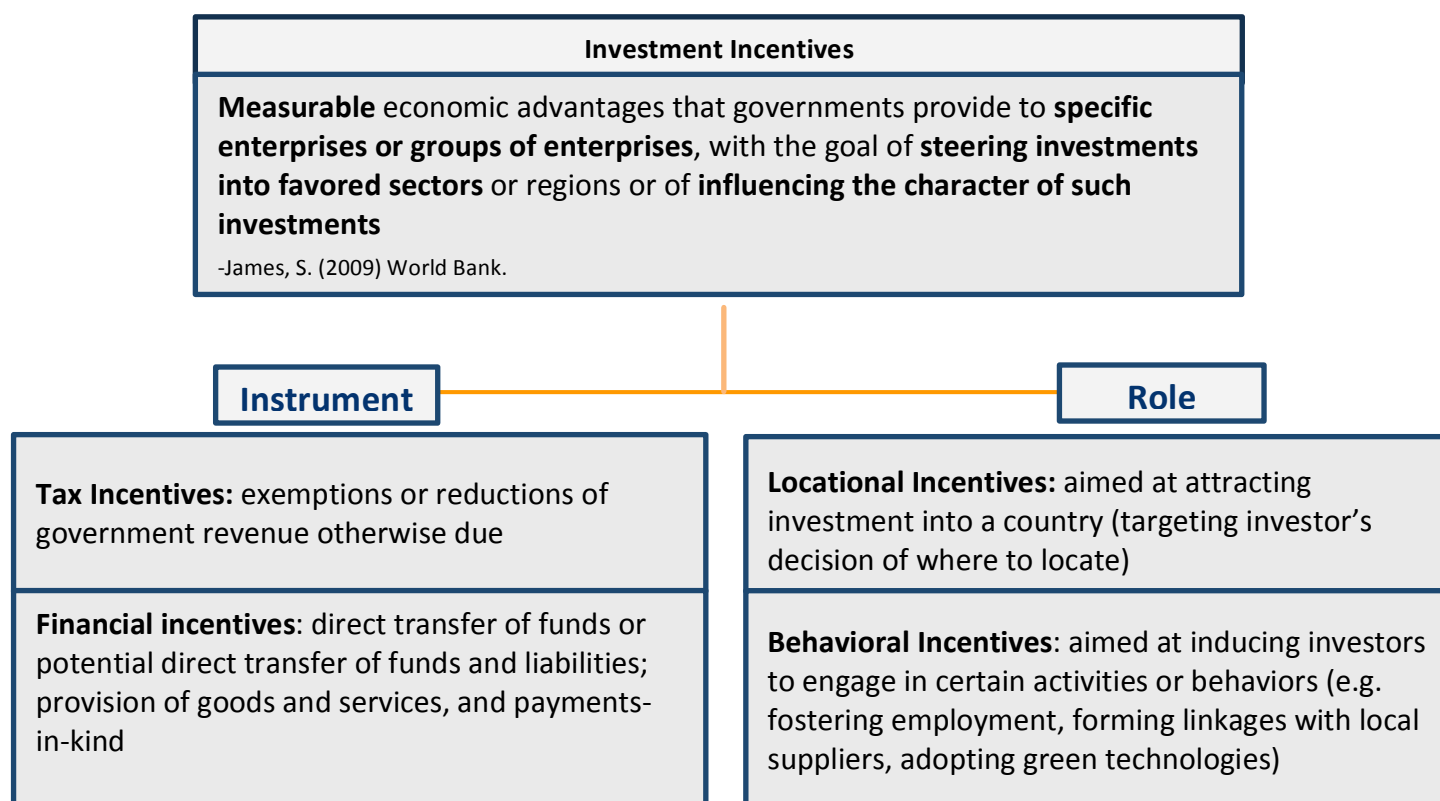 Investment Incentives
Measurable economic advantages that governments provide to specific
enterprises or groups of enterprises, with the goal of steering investments
into favored sectors or regions or of influencing the character of such
investments
-James, S. (2009) World Bank.
Instrument
Role
Tax Incentives: exemptions or reductions of
government revenue otherwise due
Financial incentives: direct transfer of funds or
potential direct transfer of funds and liabilities;
provision of goods and services, and payments-
in-kind
Locational Incentives: aimed at attracting
investment into a country (targeting investor’s
decision of where to locate)
Behavioral Incentives: aimed at inducing investors
to engage in certain activities or behaviors (e.g.
fostering employment, forming linkages with local
suppliers, adopting green technologies)